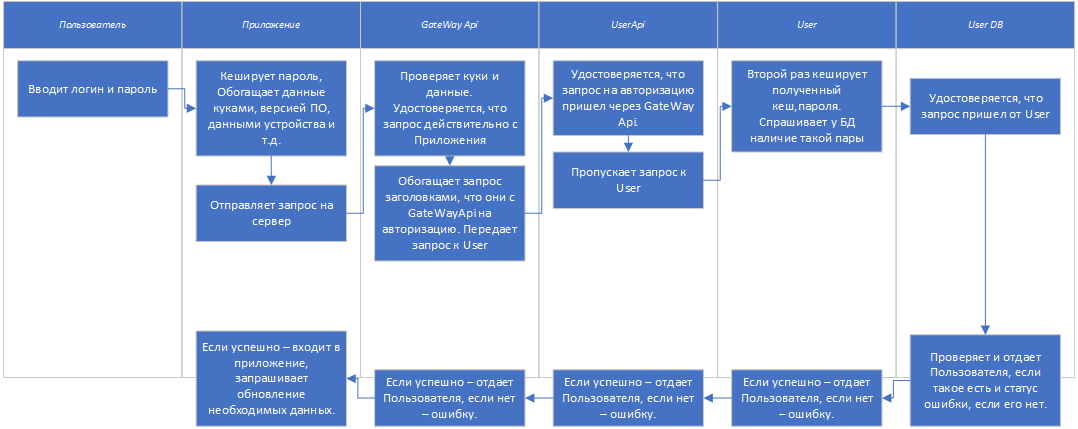 Пользователь
Приложение
GateWay Api
UserApi
User
User DB
Вводит логин и пароль
Кеширует пароль,
Обогащает данные
куками, версией ПО,
данными устройства и
т.д.
Отправляет запрос на
сервер
Проверяет куки и
данные.
Удостоверяется, что
запрос действительно с
Приложения
Обогащает запрос
заголовками, что они с
GateWayApi на
авторизацию. Передает
запрос к User
Удостоверяется, что
запрос на авторизацию
пришел через GateWay
Api.
Пропускает запрос к
User
Второй раз кеширует
полученный
кеш,пароля.
Спрашивает у БД
наличие такой пары
Удостоверяется, что
запрос пришел от User
Проверяет и отдает
Пользователя, если
такое есть и статус
ошибки, если его нет.
Если успешно – отдает
Пользователя, если нет
– ошибку.
Если успешно – отдает
Пользователя, если нет
– ошибку.
Если успешно – отдает
Пользователя, если нет
– ошибку.
Если успешно – входит в
приложение,
запрашивает
обновление
необходимых данных.